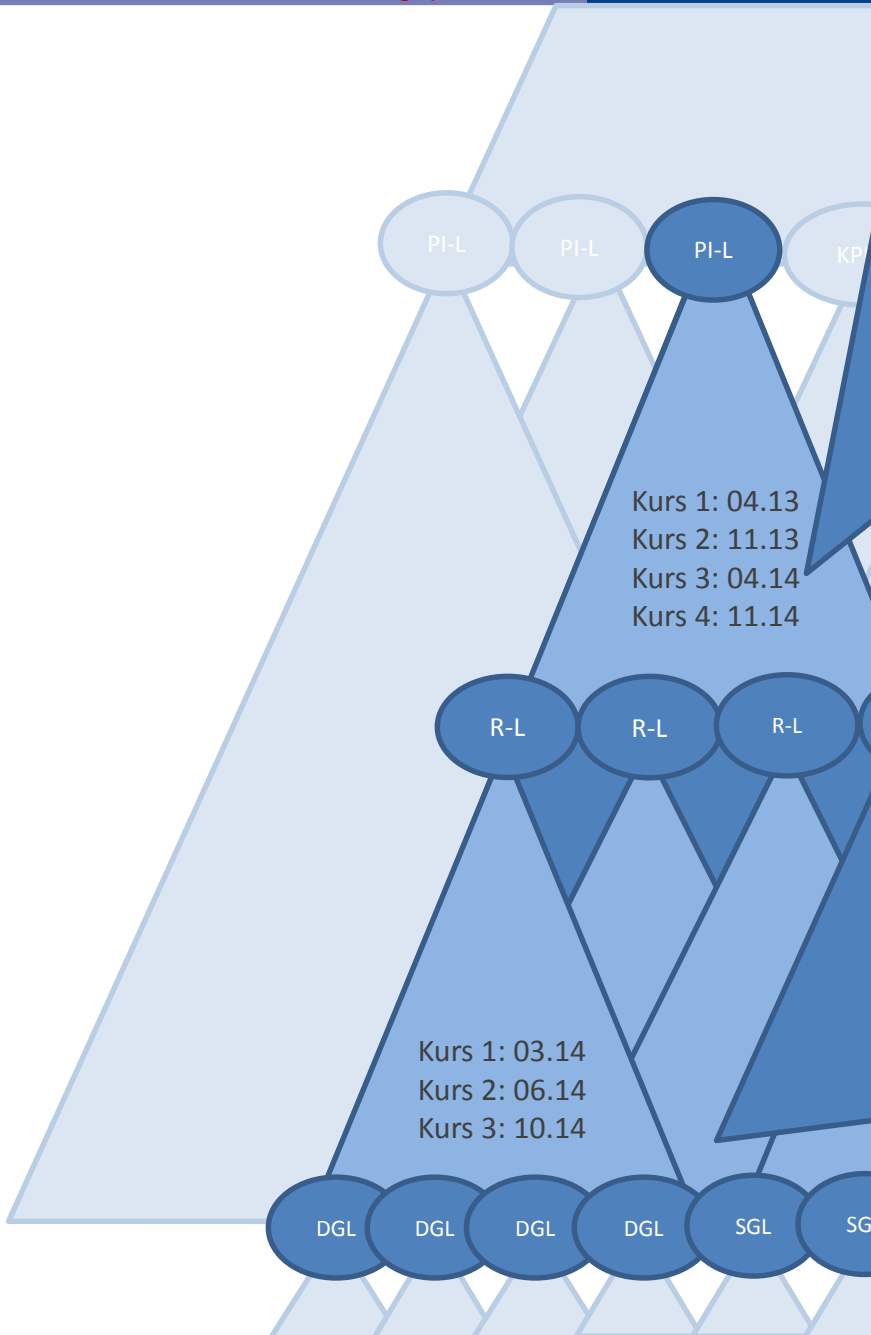 PI-L
PI-L
PI-L
Kurs 1: 04.13
Kurs 2: 11.13
Kurs 3: 04.14
Kurs 4: 11.14
R-L
R-L
R-L
Kurs 1: 03.14
Kurs 2: 06.14
Kurs 3: 10.14
DGL
DGL
DGL
DGL
SGL